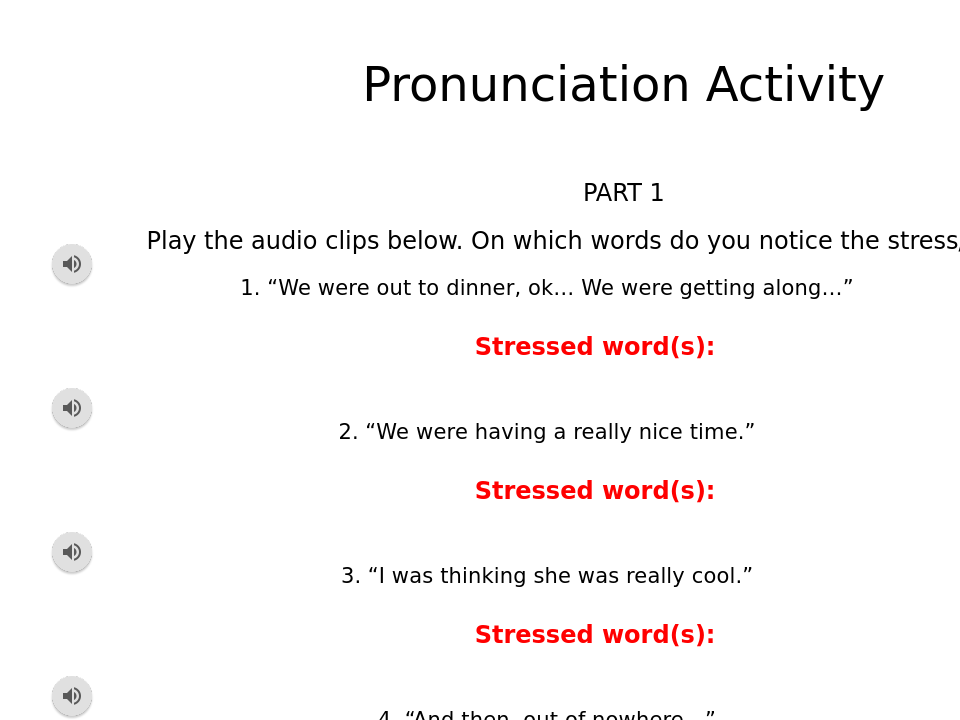 Pronunciation Activity
PART 1
Play the audio clips below. On which words do you notice the stress,
1. “We were out to dinner, ok… We were getting along…”
Stressed word(s):
2. “We were having a really nice time.”
Stressed word(s):
3. “I was thinking she was really cool.”
Stressed word(s):
4. “And then, out of nowhere…”